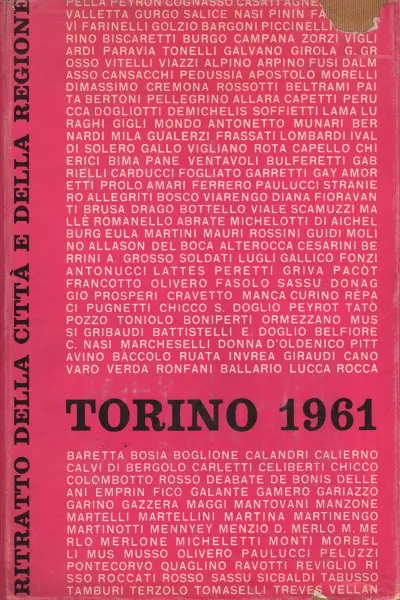 PELLA PEYRON COGNASSO CASATI AGNE
VALLETTA GURGO SALICE NASI PININ FA
VÌ FARINELLI GOLZIO BARGONI PICCINELLI
RINO BISCARETTI BURGO CAMPANA ZORZI VIGLI
ARDI PARAVIA TONELLI GALVANO GIROLA G. GR
OSSO VITELLI VIAZZI ALPINO ARPINO FUSI DALM
ASSO CANSACCHI PEDUSSIA APOSTOLO MORELLI
DIMASSIMO CREMONA ROSSOTTI BELTRAMI PAI
TA BERTONI PELLEGRINO ALLARA CAPETTI PERU
CCA DOGLIOTTI DEMICHELIS SOFFIETTI LAMA LU
RAGHI GIGLI MONDO ANTONETTO MUNARI BER
NARDI MILA GUALERZI FRASSATI LOMBARDI IVAL
DI SOLERO GALLO VIGLIANO ROTA CAPELLO CHI
ERICI BIMA PANE VENTAVOLI BULFERETTI GAB
RIELLI CARDUCCI FOGLIATO GARRETTI GAY AMOR
ETTI PROLO AMARI FERRERO PAULUCCI STRANIE
RO ALLEGRITI BOSCO VIARENGO DIANA FIORAVAN
TI BRUSA DRAGO BOTTELLO VIALE SCAMUZZI MA
LLÉ ROMANELLO ABRATE MICHELOTTI DI AICHEL
BURG EULA MARTINI MAURI ROSSINI GUIDI MOLI
NO ALLASON DEL BOCA ALTEROCCA CESARINI BE
RRINI A. GROSSO SOLDATI LUGLI GALLICO FONZI
ANTONUCCI LATTES PERETTI GRIVA PACÒT
FRANCOTTO OLIVERO FASOLO SASSU DONAG
GIO PROSPERI CRAVETTO MANCA CURINO RÉPA
CI PUGNETTI CHICCO S. DOGLIO PEYROT TATÒ
POZZO TONIOLO BONIPERTI ORMEZZANO MUS
SI GRIBAUDI BATTISTELLI E. DOGLIO BELFIORE
C. NASI MARCHESELLI DONNA D'OLDENICO PITT
AVINO BÀCCOLO RUATA INVREA GIRAUDI CANO
VARO VERDA RONFANI BALLARIO LUCCA ROCCA
TORINO 1961
BARETTA BOSIA BOGLIONE CALANDRI CALIERNO
CALVI DI BERGOLO CARLETTI CELIBERTI CHICCO
COLOMBOTTO ROSSO DEABATE DE BONIS DELLE
ANI EMPRIN FICO GALANTE GAMERO GARIAZZO
GARINO GAZZERA MAGGI MANTOVANI MANZONE
MARTELLI MARTELLINI MARTINA MARTINENGO
MARTINOTTI MENNYEY MENZIO D. MERLO M. ME
RLO MERLONE MICHELETTI MONTI MORBEL
LI MUS MUSSO OLIVERO PAULUCCI PELUZZI
PONTECORVO QUAGLINO RAVOTTI REVIGLIO RI
SSO ROCCATI ROSSO SASSU SICBALDI TABUSSO
TAMBURI TERZOLO TOMASELLI TREVES VELLAN
RITRATTO DELLA CITTÀ E DELLA REGIONE